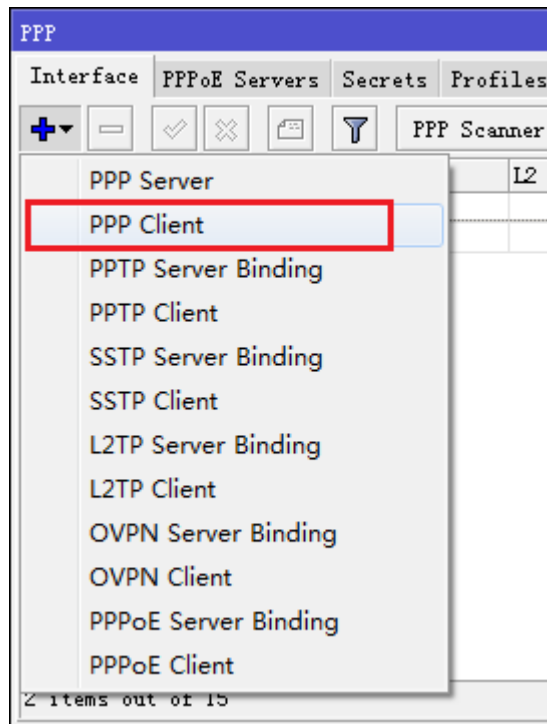 PPP
Interface PPPoE Servers Secrets Profiles
PPP Scanner
L2
PPP Server
PPP Client
PPTP Server Binding
PPTP Client
SSTP Server Binding
SSTP Client
L2TP Server Binding
L2TP Client
OVPN Server Binding
OVPN Client
PPPoE Server Binding
PPPoE Client
2 items out of 15